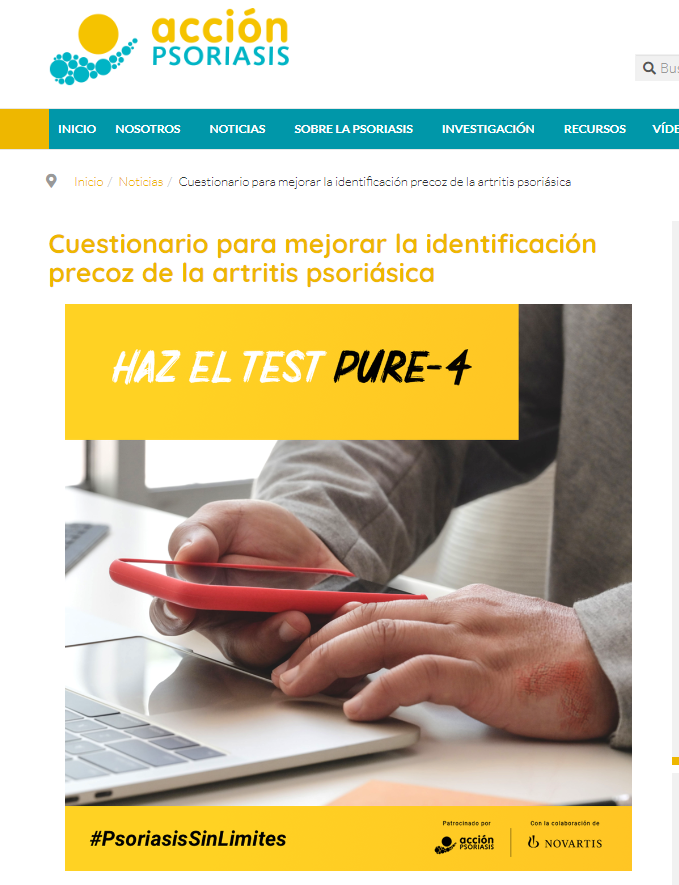 acción
PSORIASIS
INICIO NOSOTROS NOTICIAS SOBRE LA PSORIASIS INVESTIGACIÓN RECURSOS
Inicio / Noticias / Cuestionario para mejorar la identificación precoz de la artritis psoriásica
Cuestionario para mejorar la identificación
precoz de la artritis psoriásica
HAZ EL TEST PURE-4
#PsoriasisSinLimites
Patrocinado por
acción
PSORIASIS
Con la colaboración de
NOVARTIS